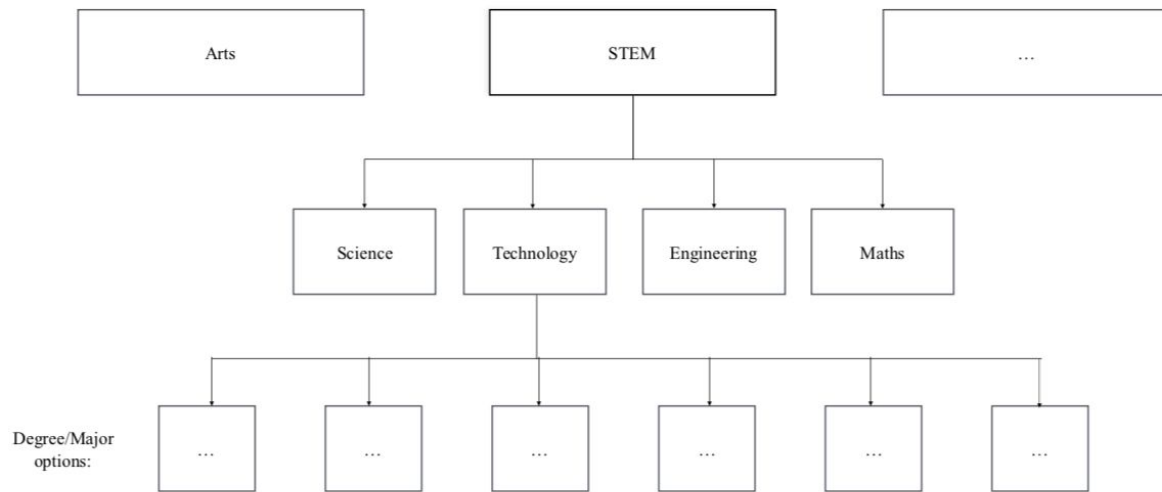 Arts
STEM
…
Science
Technology
Engineering
Maths
Degree/Major
options:
…
…
…
…
…
…